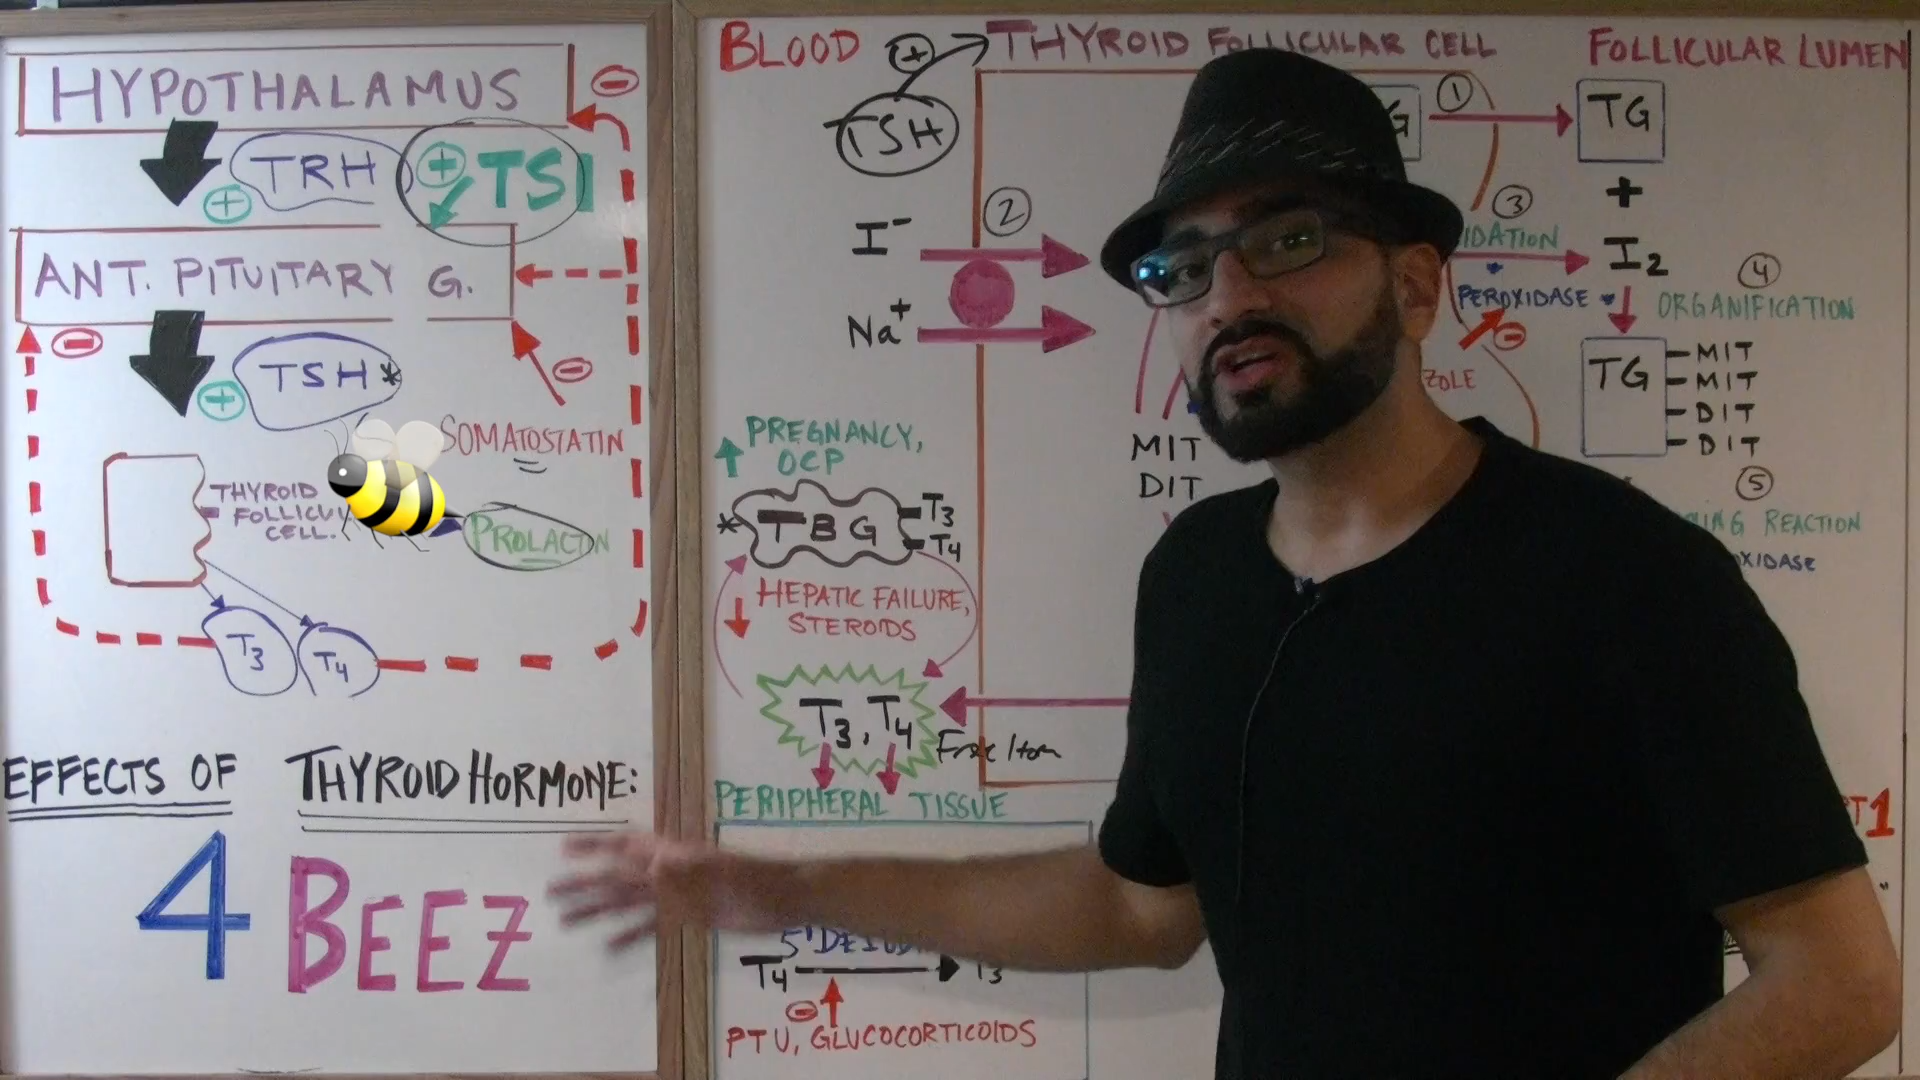 HYPOTHALAMUS
-
TRH
+ TSI
+
ANT. PITUITARY G.
-
TSH*
+
-
SOMATOSTATIN
THYROID
CELL.
PROLACTIN
T3
T4
EFFECTS OF THYROID HORMONE:
4 BEEZ
BLOOD
+
THYROID FOLLICULAR CELL
FOLLICULAR LUMEN
TSH
G
1
TG
+
I-
2
Na+
3
I2
PEROXIDASE
-
4
ORGANIFICATION
TG
MIT
MIT
DIT
DIT
MIT
DIT
5
REACTION
↑ PREGNANCY,
OCP
* TBG
T3
T4
↓ HEPATIC FAILURE,
STEROIDS
T3, T4
PERIPHERAL TISSUE
T4
T3
-
PTU, GLUCOCORTICOIDS
1